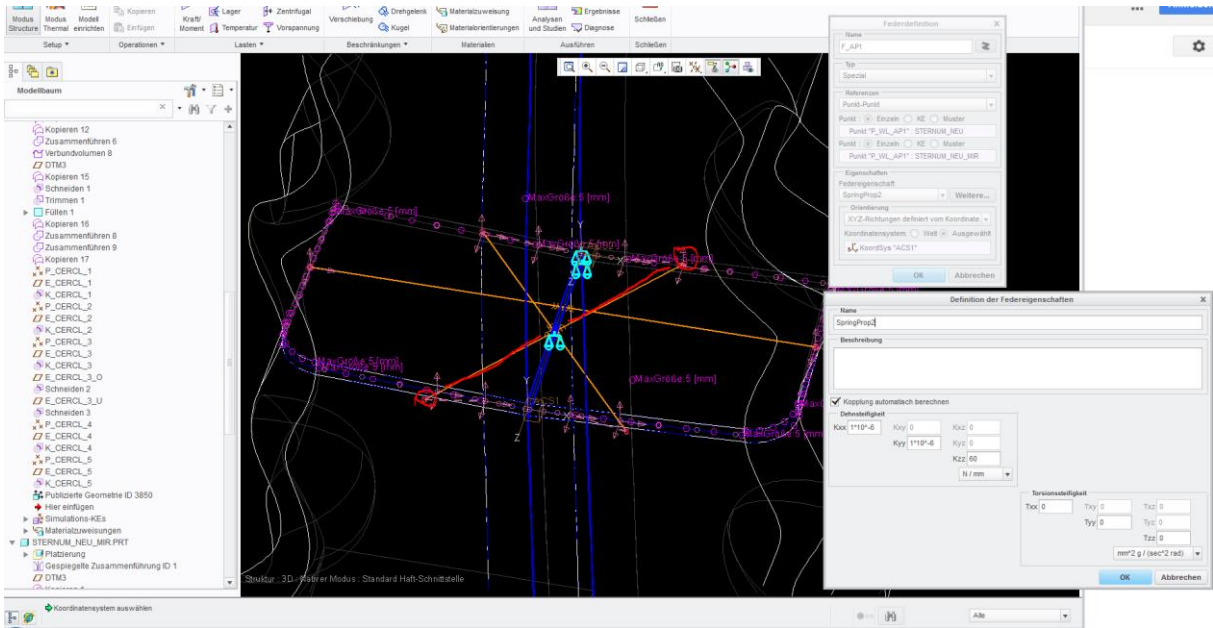 Modus Structure
Modus Thermal
Modell einrichten
Kopieren
Einfügen
Kraft/ Moment
Lager
Temperatur
Zentrifugal
Vorspannung
Verschiebung
Drehgelenk
Kugel
Materialzuweisung
Materialorientierungen
Analysen und Studien
Ergebnisse
Diagnose
Schließen
Setup
Operationen
Lasten
Beschränkungen
Materialien
Ausführen
Schließen
Modellbaum
Kopieren 12
Zusammenführen 6
Verbundvolumen 8
DTM3
Kopieren 15
Schneiden 1
Trimmen 1
Füllen 1
Kopieren 16
Zusammenführen 8
Zusammenführen 9
Kopieren 17
P_CERCL_1
E_CERCL_1
K_CERCL_1
P_CERCL_2
E_CERCL_2
K_CERCL_2
P_CERCL_3
E_CERCL_3
K_CERCL_3
E_CERCL_3_O
Schneiden 2
E_CERCL_3_U
Schneiden 3
P_CERCL_4
E_CERCL_4
K_CERCL_4
P_CERCL_5
E_CERCL_5
K_CERCL_5
Publizierte Geometrie ID 3850
Hier einfügen
Simulations-KEs
Materialzuweisungen
STERNUM_NEU_MIR.PRT
Platzierung
Gespiegelte Zusammenführung ID 1
DTM3
MaxGröße:5 [mm]
MaxGröße:5 [mm]
MaxGröße:5 [mm]
MaxGröße:5 [mm]
MaxGröße:5 [mm]
Y
X
Z
Y
ACS1
Z
Struktur : 3D : Nativer Modus : Standard Haft-Schnittstelle
Koordinatensystem auswählen
Alle
Federdefinition
X
Name
F_AP1
Typ
Spezial
Referenzen
Punkt-Punkt
Punkt : Einzeln KE Muster
Punkt "P_WL_AP1" : STERNUM_NEU
Punkt : Einzeln KE Muster
Punkt "P_WL_AP1" : STERNUM_NEU_MIR
Eigenschaften
Federeigenschaft
SpringProp2
Weitere...
Orientierung
XYZ-Richtungen definiert vom Koordinate
Koordinatensystem: Welt Ausgewählt
KoordSys "ACS1"
OK
Abbrechen
Definition der Federeigenschaften
X
Name
SpringProp2
Beschreibung
Kopplung automatisch berechnen
Dehnsteifigkeit
Kxx 1*10^-6 Kxy 0 Kxz 0
Kyy 1*10^-6 Kyz 0
Kzz 60
N / mm
Torsionssteifigkeit
Txx 0 Txy 0 Txz 0
Tyy 0 Tyz 0
Tzz 0
mm^2 g / (sec^2 rad)
OK
Abbrechen